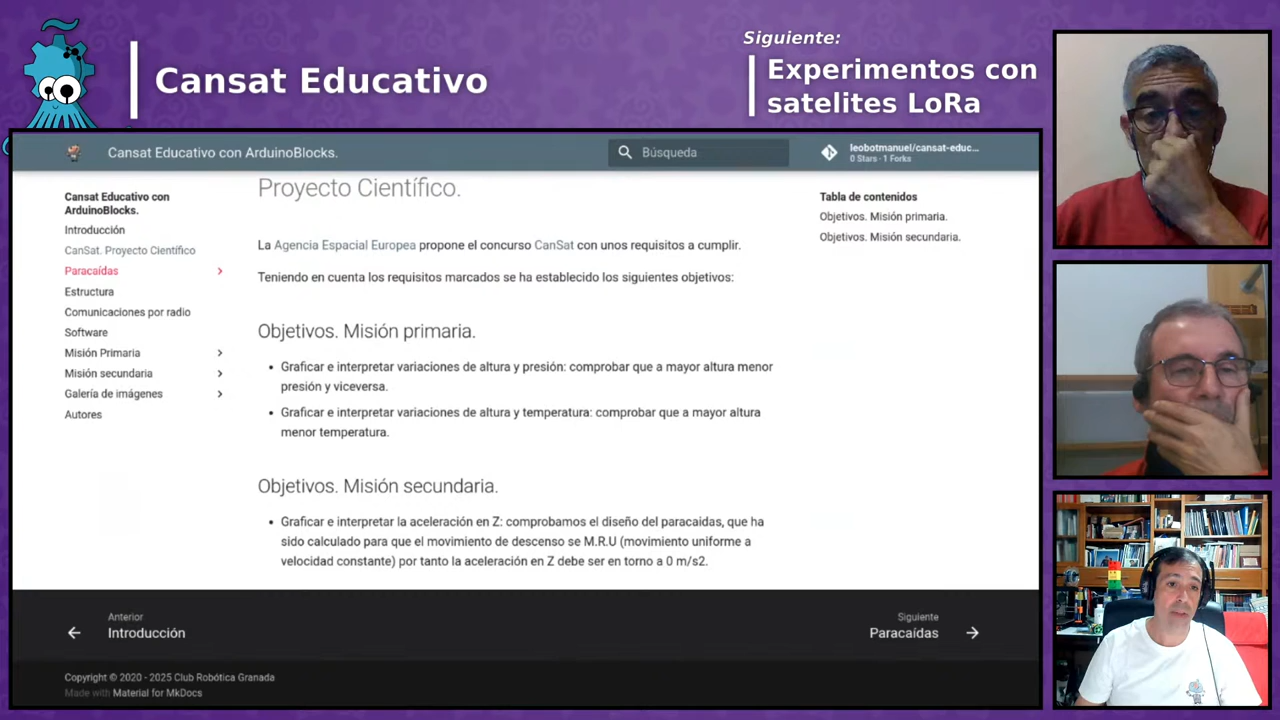 Cansat Educativo
Siguiente:
Experimentos con
satelites LoRa
Cansat Educativo con ArduinoBlocks.
Búsqueda
leobotmanuel/cansat-educ...
0 Stars · 1 Forks
Cansat Educativo con
ArduinoBlocks.
Introducción
CanSat. Proyecto Científico
Paracaídas
Estructura
Comunicaciones por radio
Software
Misión Primaria
Misión secundaria
Galería de imágenes
Autores
Proyecto Científico.
La Agencia Espacial Europea propone el concurso CanSat con unos requisitos a cumplir.
Teniendo en cuenta los requisitos marcados se ha establecido los siguientes objetivos:
Objetivos. Misión primaria.
Graficar e interpretar variaciones de altura y presión: comprobar que a mayor altura menor
presión y viceversa.
Graficar e interpretar variaciones de altura y temperatura: comprobar que a mayor altura
menor temperatura.
Objetivos. Misión secundaria.
Graficar e interpretar la aceleración en Z: comprobamos el diseño del paracaidas, que ha
sido calculado para que el movimiento de descenso se M.R.U (movimiento uniforme a
velocidad constante) por tanto la aceleración en Z debe ser en torno a 0 m/s2.
Tabla de contenidos
Objetivos. Misión primaria.
Objetivos. Misión secundaria.
Anterior
Introducción
Siguiente
Paracaídas
Copyright © 2020 - 2025 Club Robótica Granada
Made with Material for MkDocs